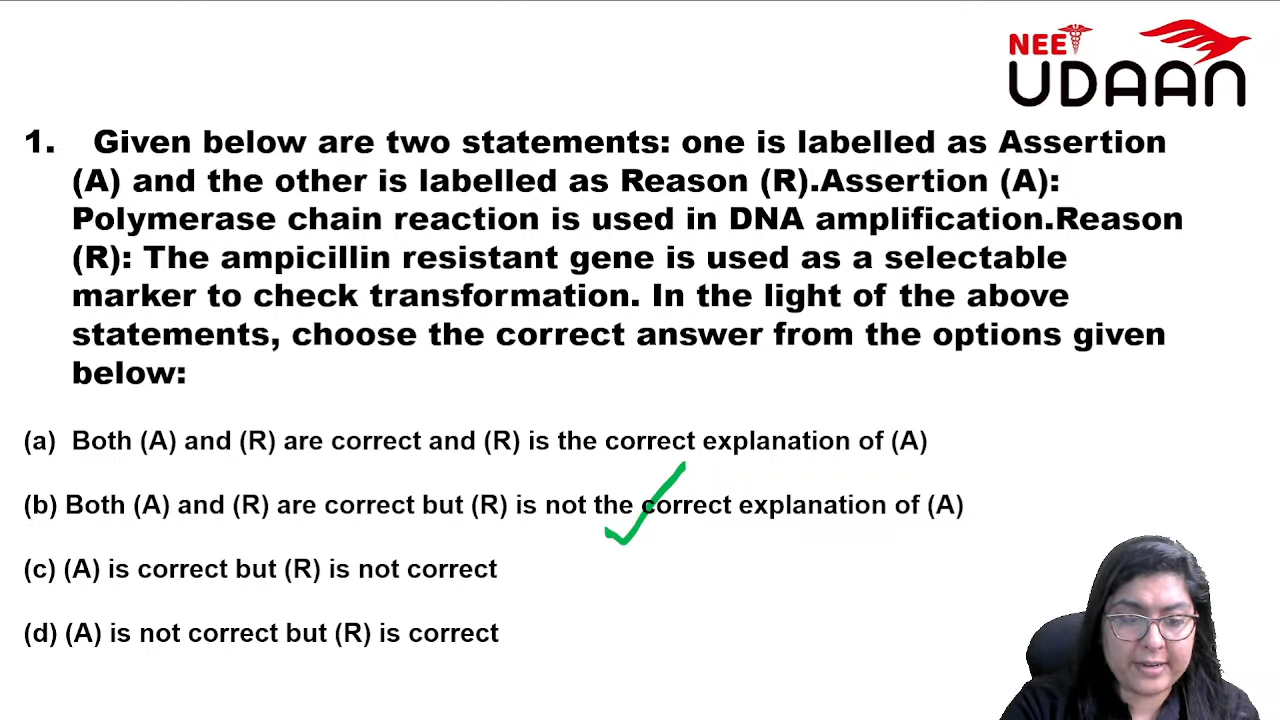 NEET
UDAAN
1. Given below are two statements: one is labelled as Assertion
(A) and the other is labelled as Reason (R).Assertion (A):
Polymerase chain reaction is used in DNA amplification.Reason
(R): The ampicillin resistant gene is used as a selectable
marker to check transformation. In the light of the above
statements, choose the correct answer from the options given
below:
(a) Both (A) and (R) are correct and (R) is the correct explanation of (A)
(b) Both (A) and (R) are correct but (R) is not the correct explanation of (A)
(c) (A) is correct but (R) is not correct
(d) (A) is not correct but (R) is correct